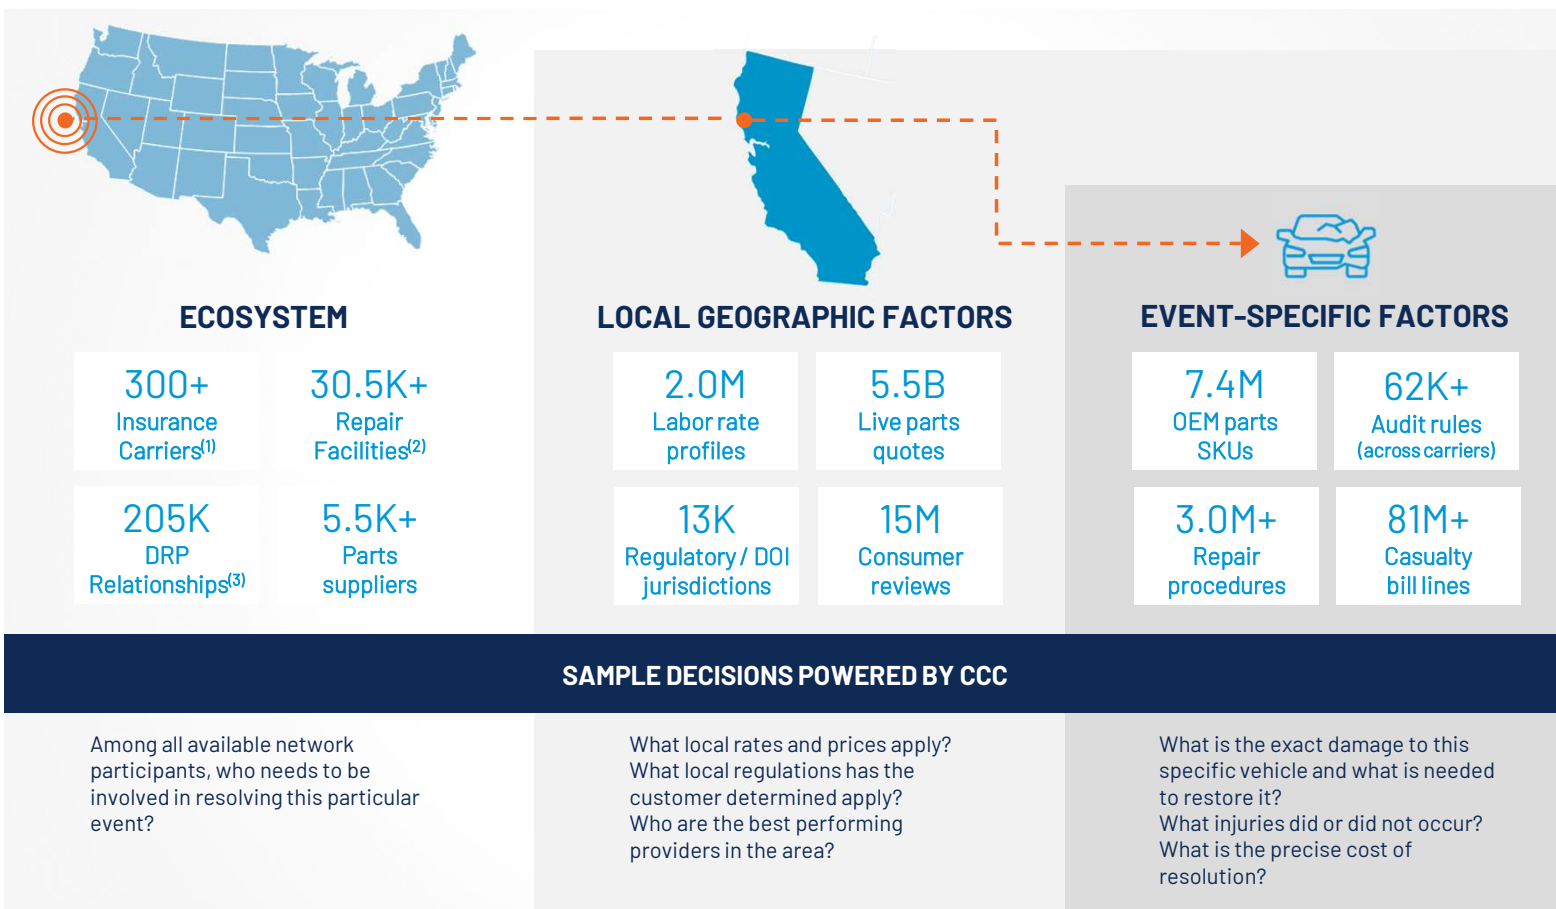 ECOSYSTEM
300+
Insurance
Carriers(1)
30.5K+
Repair
Facilities(2)
205K
DRP
Relationships(3)
5.5K+
Parts
suppliers
LOCAL GEOGRAPHIC FACTORS
2.0M
Labor rate
profiles
5.5B
Live parts
quotes
13K
Regulatory / DOI
jurisdictions
15M
Consumer
reviews
EVENT-SPECIFIC FACTORS
7.4M
OEM parts
SKUs
62K+
Audit rules
(across carriers)
3.0M+
Repair
procedures
81M+
Casualty
bill lines
SAMPLE DECISIONS POWERED BY CCC
Among all available network
participants, who needs to be
involved in resolving this particular
event?
What local rates and prices apply?
What local regulations has the
customer determined apply?
Who are the best performing
providers in the area?
What is the exact damage to this
specific vehicle and what is needed
to restore it?
What injuries did or did not occur?
What is the precise cost of
resolution?